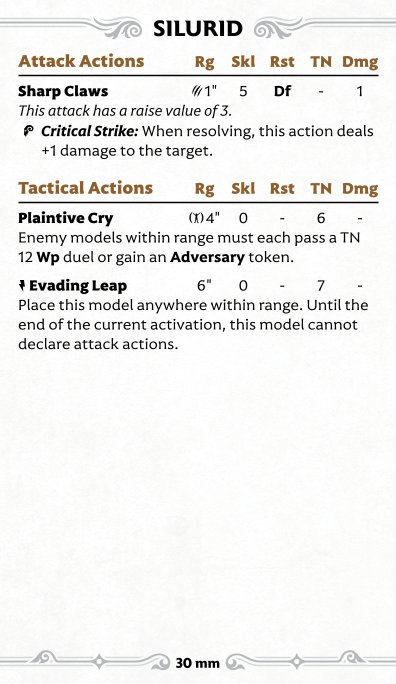 SILURID
Attack Actions Rg Skl Rst TN Dmg
Sharp Claws 1" 5 Df - 1
This attack has a raise value of 3.
Critical Strike: When resolving, this action deals
+1 damage to the target.
Tactical Actions Rg Skl Rst TN Dmg
Plaintive Cry 4" 0 - 6 -
Enemy models within range must each pass a TN
12 Wp duel or gain an Adversary token.
Evading Leap 6" 0 - 7 -
Place this model anywhere within range. Until the
end of the current activation, this model cannot
declare attack actions.
30 mm